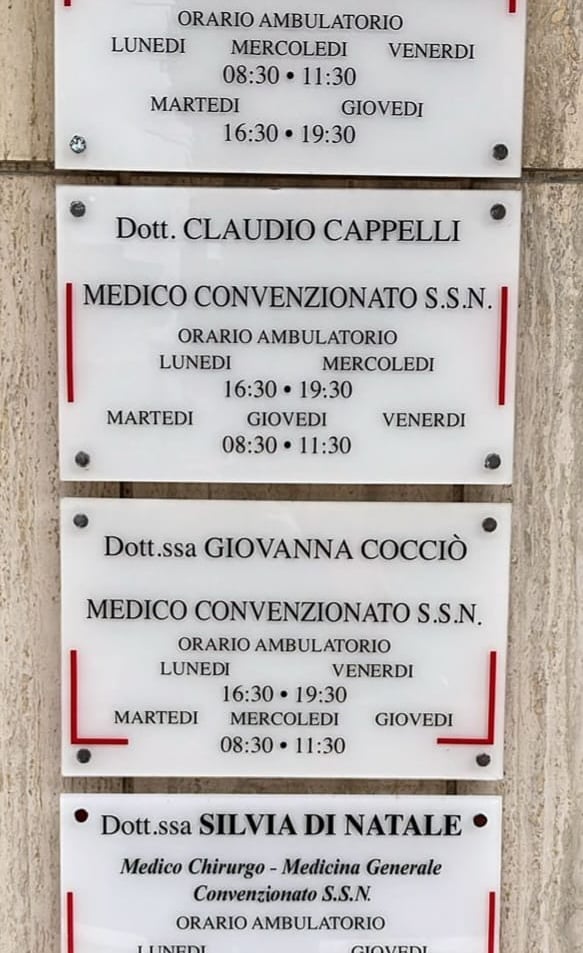 ORARIO AMBULATORIO
LUNEDI MERCOLEDI VENERDI
08:30 • 11:30
MARTEDI GIOVEDI
16:30 • 19:30
Dott. CLAUDIO CAPPELLI
MEDICO CONVENZIONATO S.S.N.
ORARIO AMBULATORIO
LUNEDI MERCOLEDI
16:30 • 19:30
MARTEDI GIOVEDI VENERDI
08:30 • 11:30
Dott.ssa GIOVANNA COCCIÒ
MEDICO CONVENZIONATO S.S.N.
ORARIO AMBULATORIO
LUNEDI VENERDI
16:30 • 19:30
MARTEDI MERCOLEDI GIOVEDI
08:30 • 11:30
Dott.ssa SILVIA DI NATALE
Medico Chirurgo - Medicina Generale
Convenzionato S.S.N.
ORARIO AMBULATORIO
LUNEDI GIOVEDI